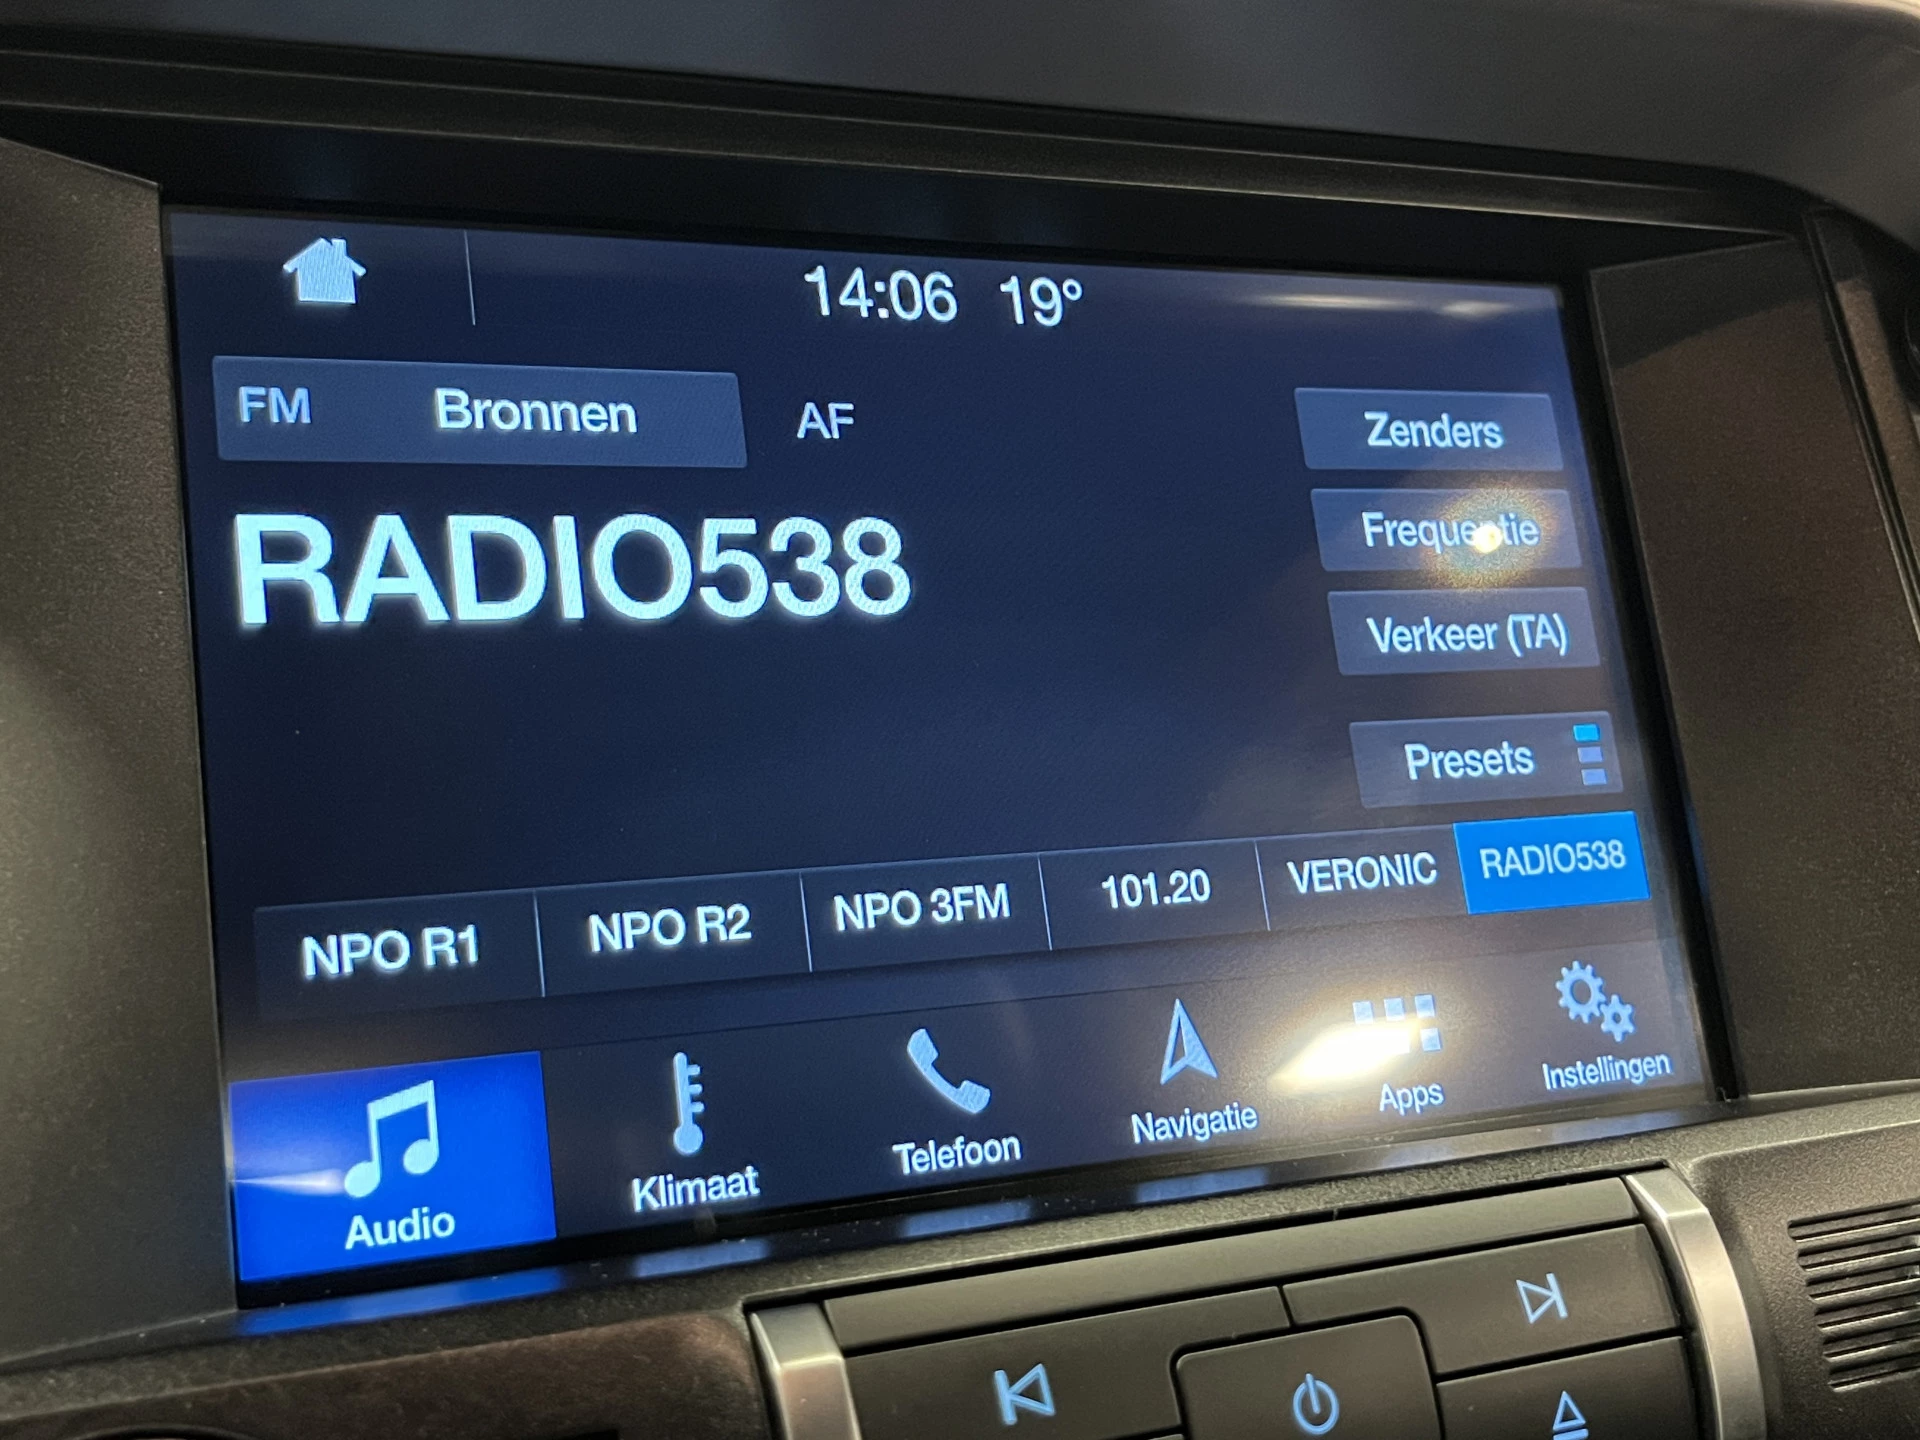 14:06 19°
FM Bronnen AF
Zenders
RADIO538
Frequentie
Verkeer (TA)
Presets
NPO R1 NPO R2 NPO 3FM 101.20 VERONIC RADIO538
Audio Klimaat Telefoon Navigatie Apps Instellingen